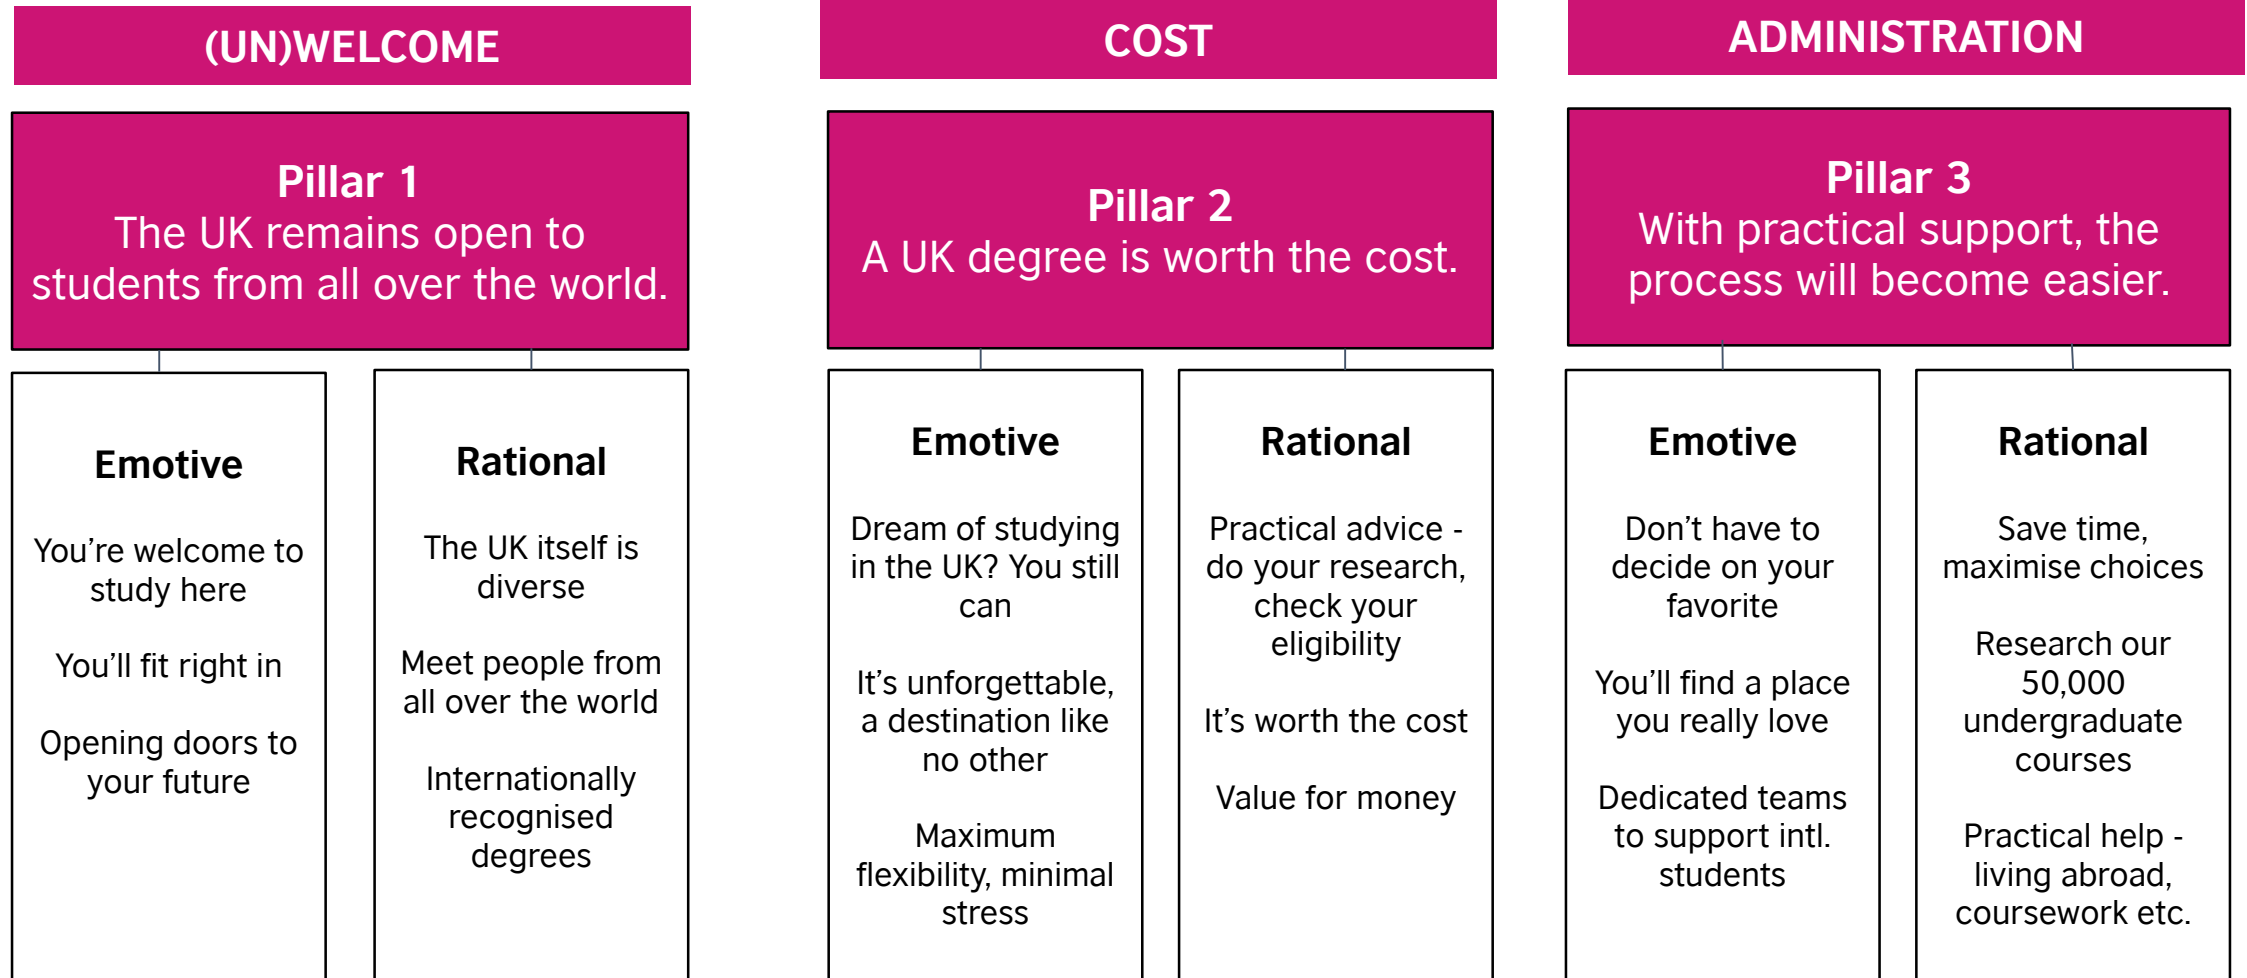 (UN)WELCOME
Pillar 1
The UK remains open to
students from all over the world.
Emotive
You’re welcome to
study here
You’ll fit right in
Opening doors to
your future
Rational
The UK itself is
diverse
Meet people from
all over the world
Internationally
recognised
degrees
COST
Pillar 2
A UK degree is worth the cost.
Emotive
Dream of studying
in the UK? You still
can
It’s unforgettable,
a destination like
no other
Maximum
flexibility, minimal
stress
Rational
Practical advice -
do your research,
check your
eligibility
It’s worth the cost
Value for money
ADMINISTRATION
Pillar 3
With practical support, the
process will become easier.
Emotive
Don’t have to
decide on your
favorite
You’ll find a place
you really love
Dedicated teams
to support intl.
students
Rational
Save time,
maximise choices
Research our
50,000
undergraduate
courses
Practical help -
living abroad,
coursework etc.